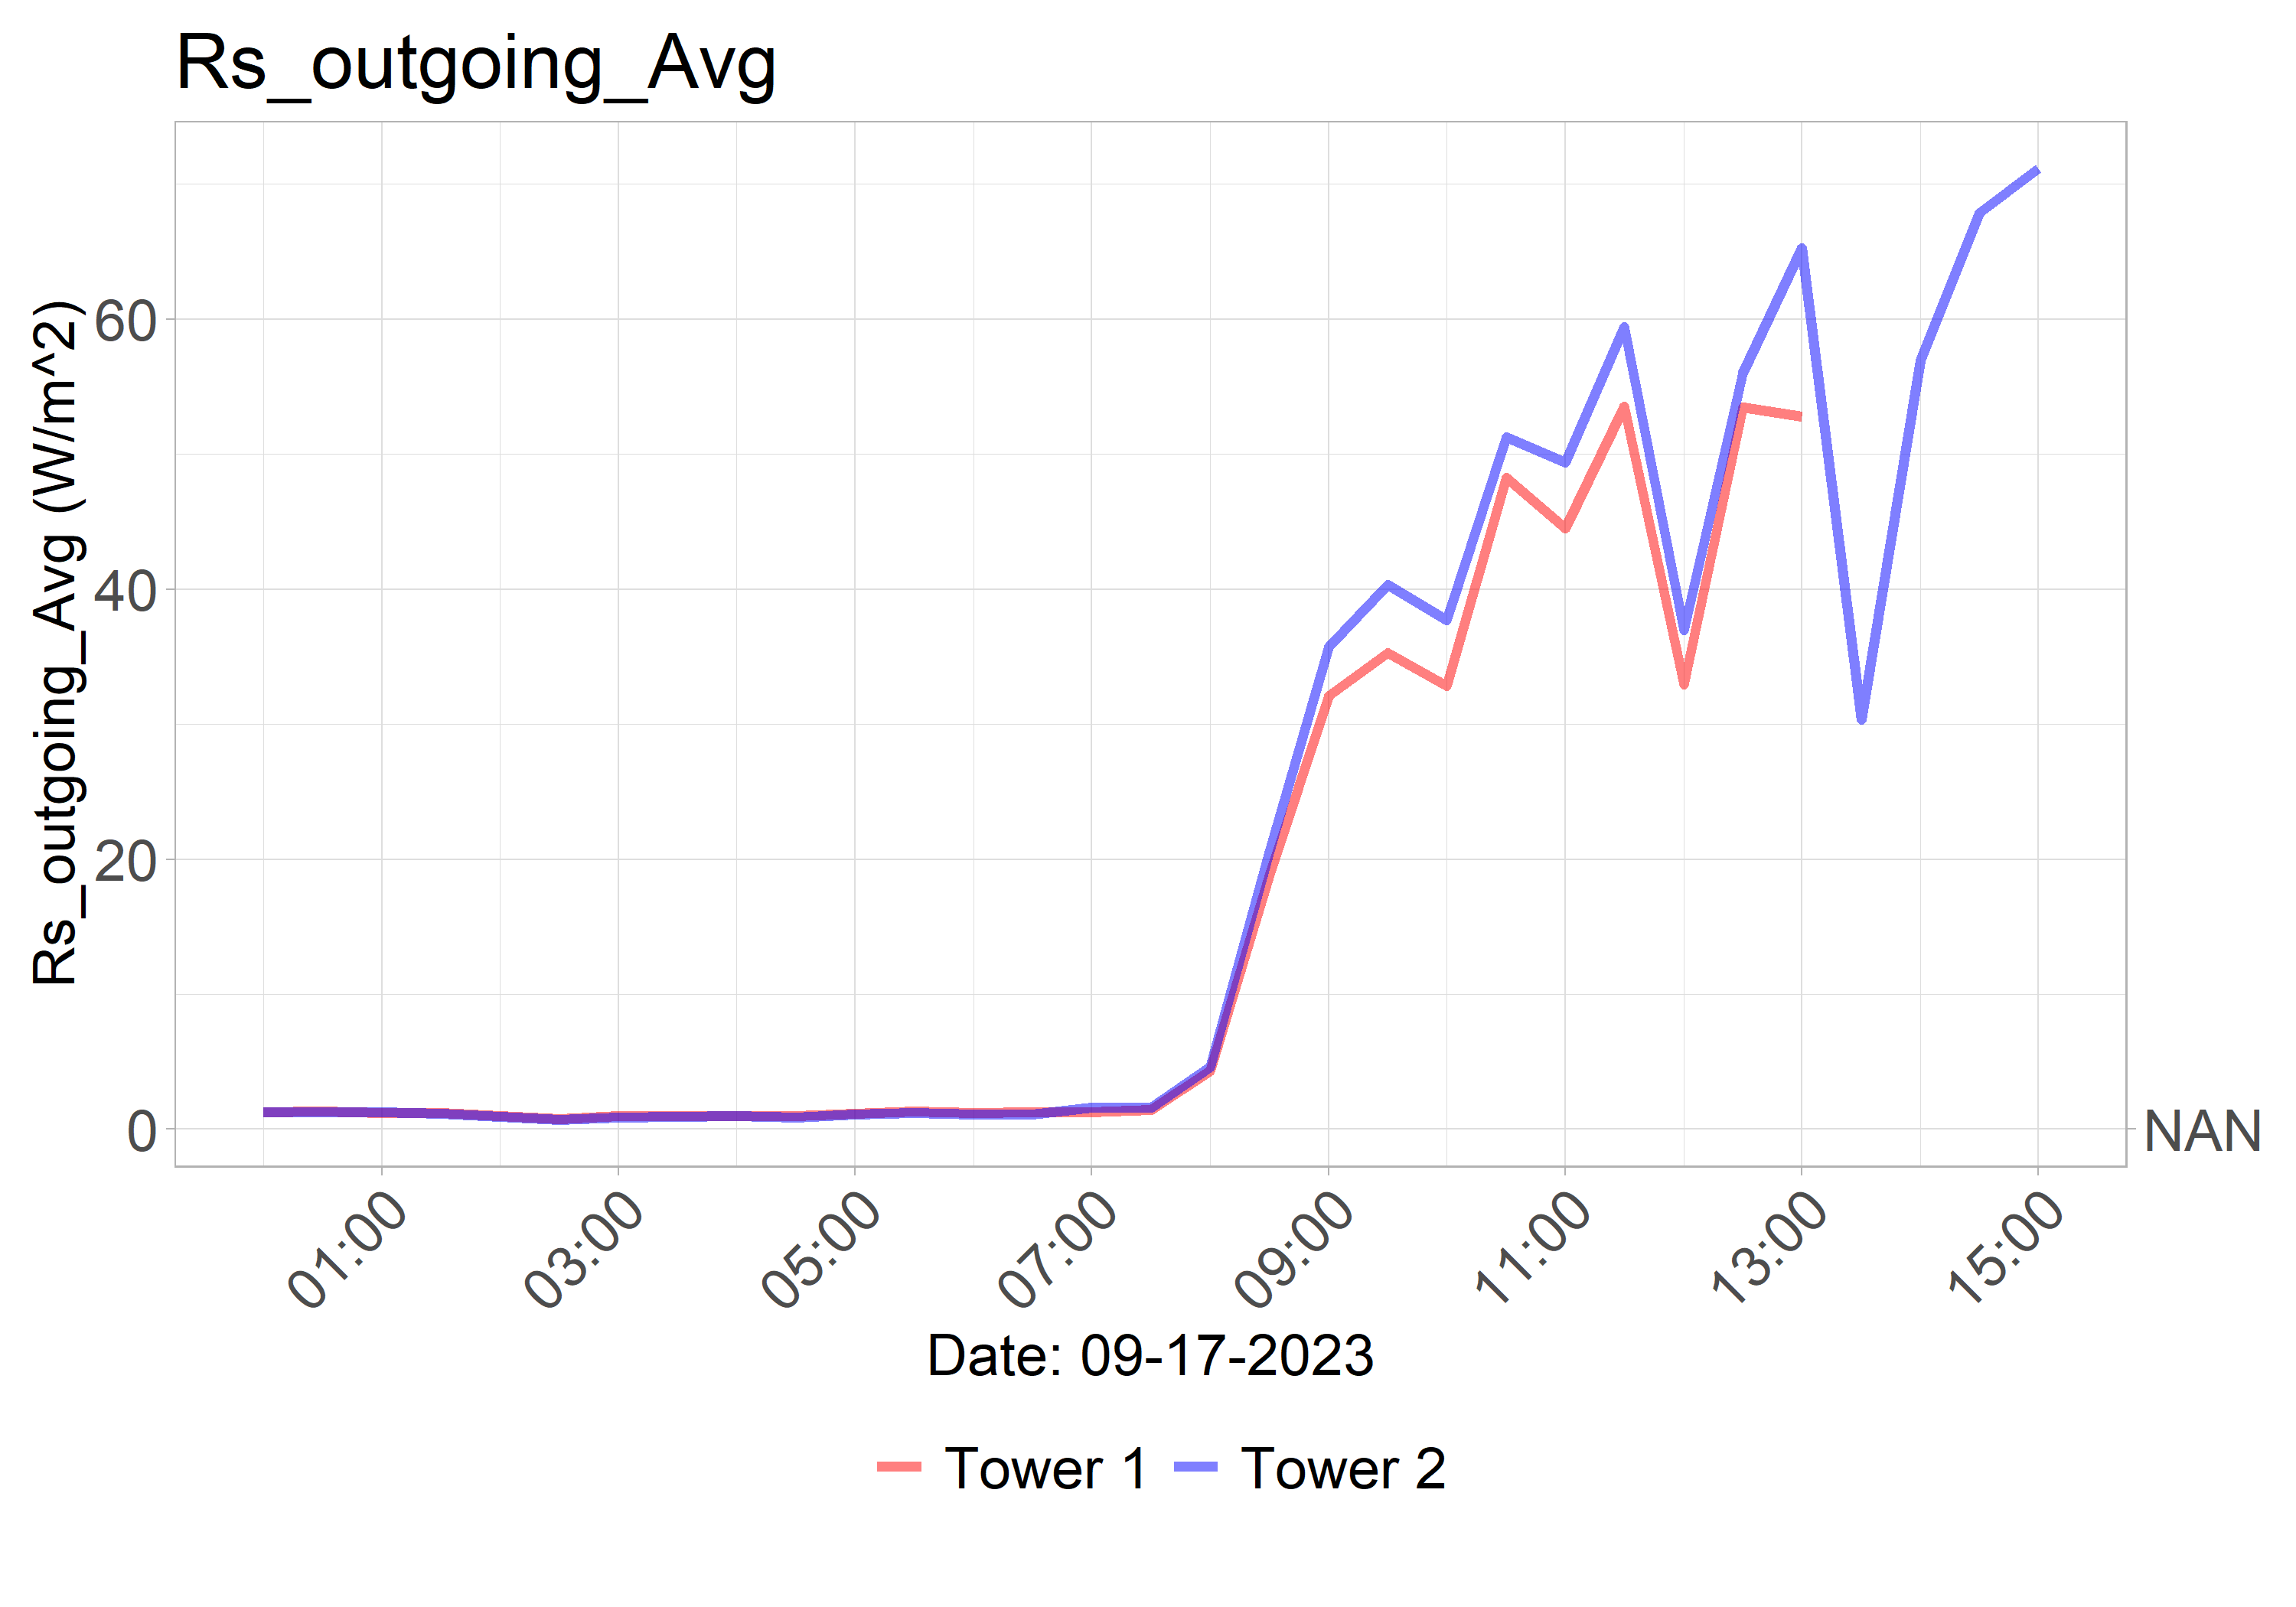 Rs_outgoing_Avg
Rs_outgoing_Avg (W/m^2)
60
40
20
0
NAN
01:00
03:00
05:00
07:00
09:00
11:00
13:00
15:00
Date: 09-17-2023
Tower 1
Tower 2